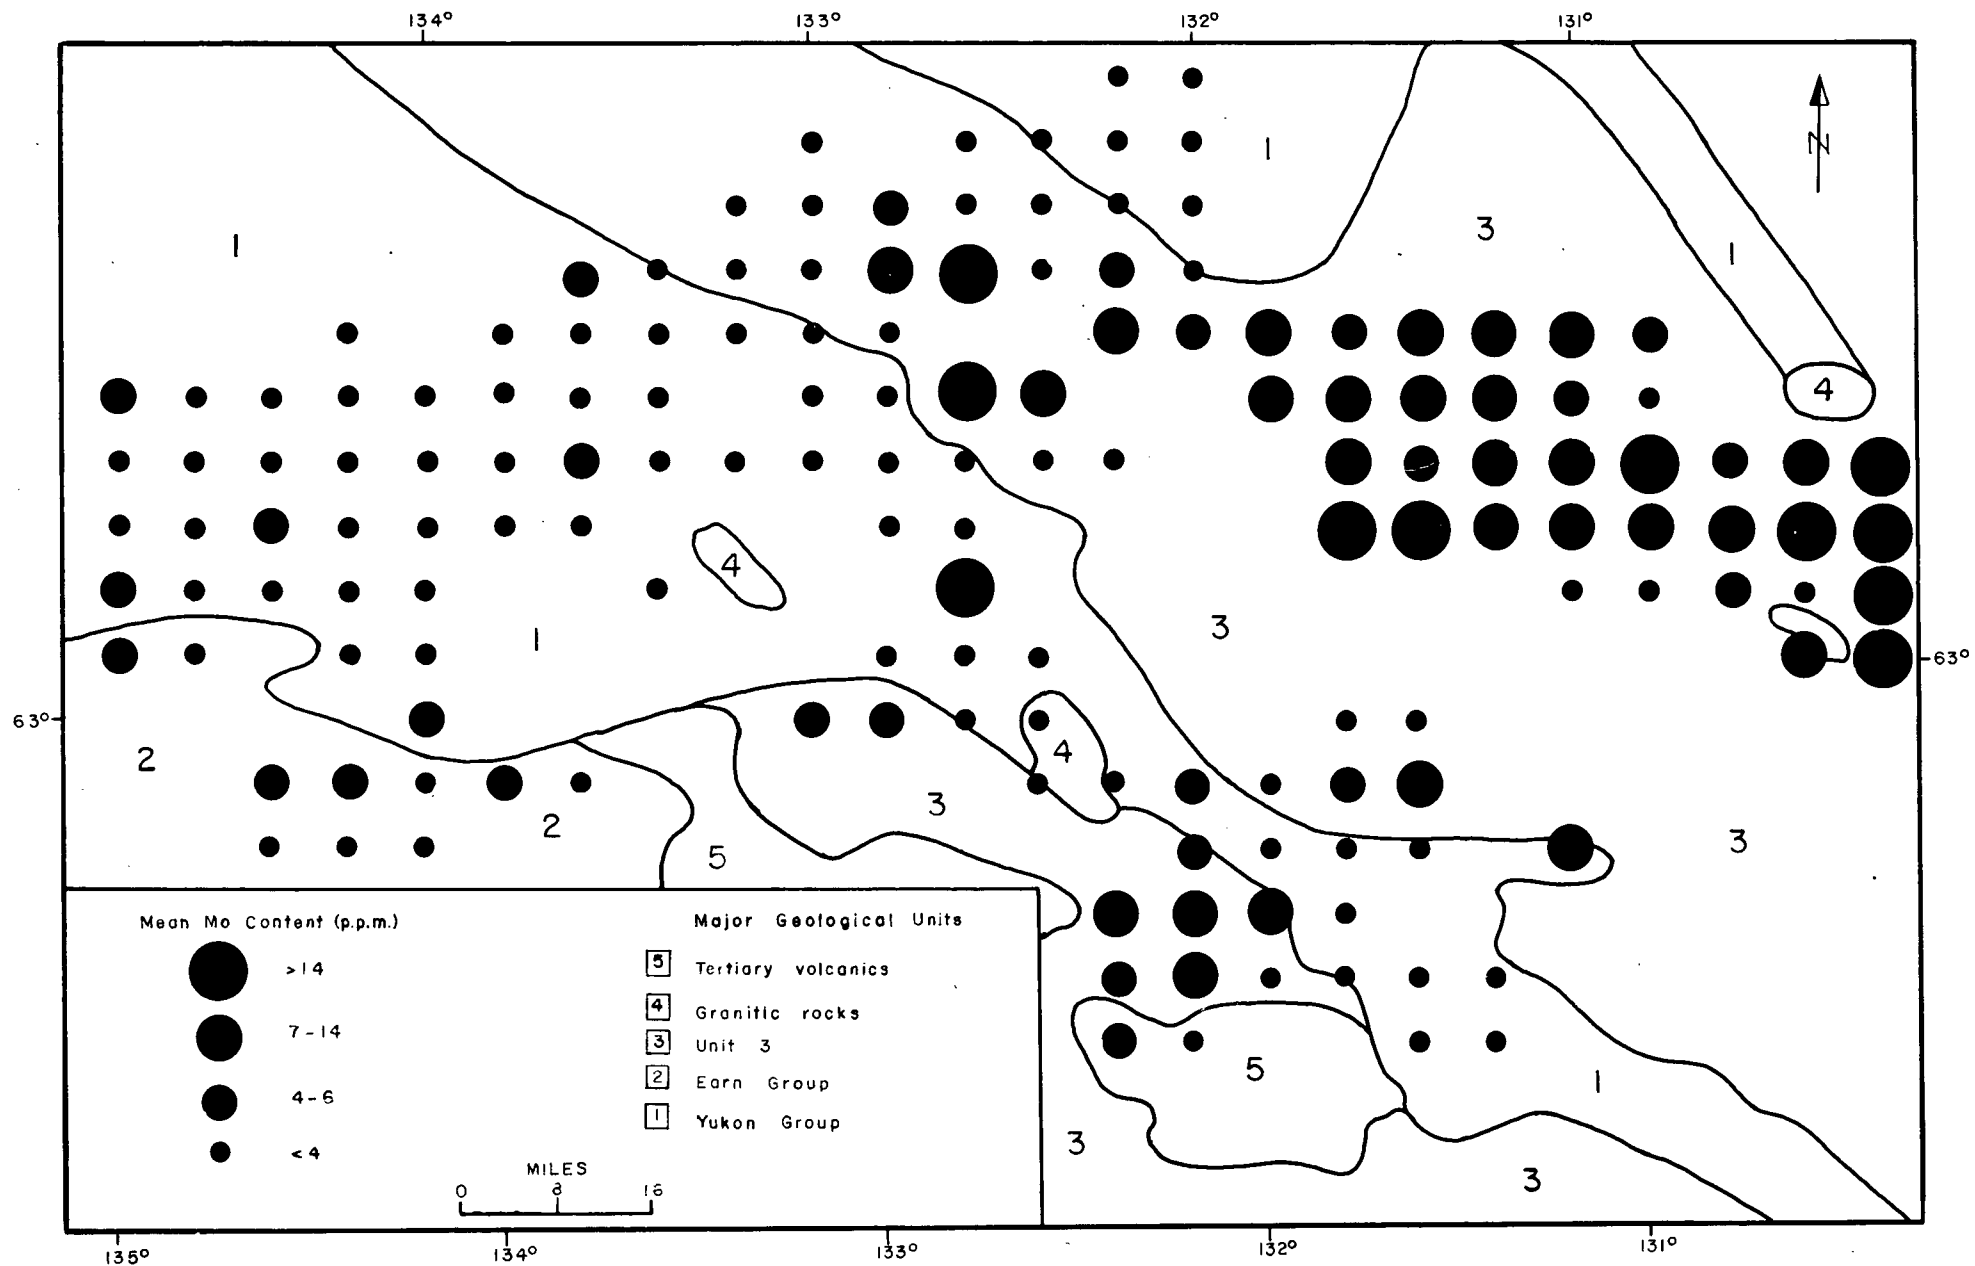 134° 133° 132° 131°
N
1
3
1
1
4
4
3
1
63°
63°
2
4
3
2
3
5
Mean Mo Content (p.p.m.)
>14
7-14
4-6
<4
Major Geological Units
5 Tertiary volcanics
4 Granitic rocks
3 Unit 3
2 Earn Group
1 Yukon Group
MILES
0 8 16
5
1
3
3
135° 134° 133° 132° 131°